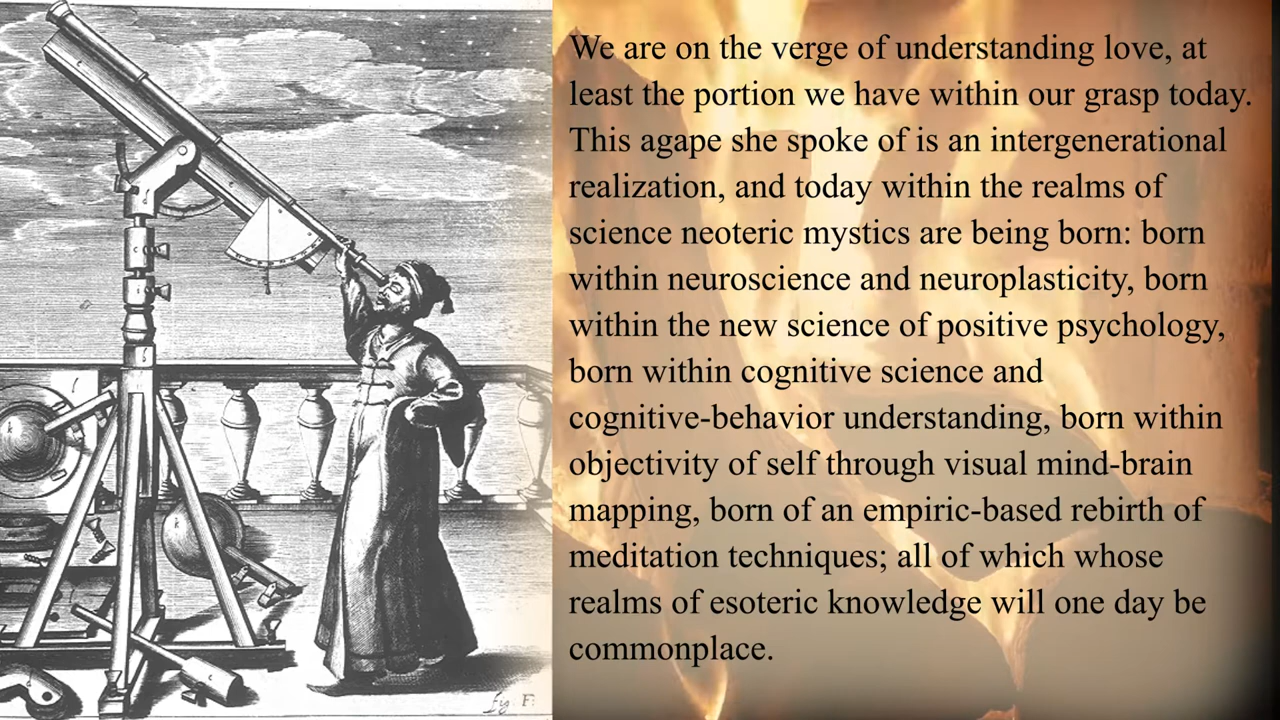 We are on the verge of understanding love, at
least the portion we have within our grasp today.
This agape she spoke of is an intergenerational
realization, and today within the realms of
science neoteric mystics are being born: born
within neuroscience and neuroplasticity, born
within the new science of positive psychology,
born within cognitive science and
cognitive-behavior understanding, born within
objectivity of self through visual mind-brain
mapping, born of an empiric-based rebirth of
meditation techniques; all of which whose
realms of esoteric knowledge will one day be
commonplace.